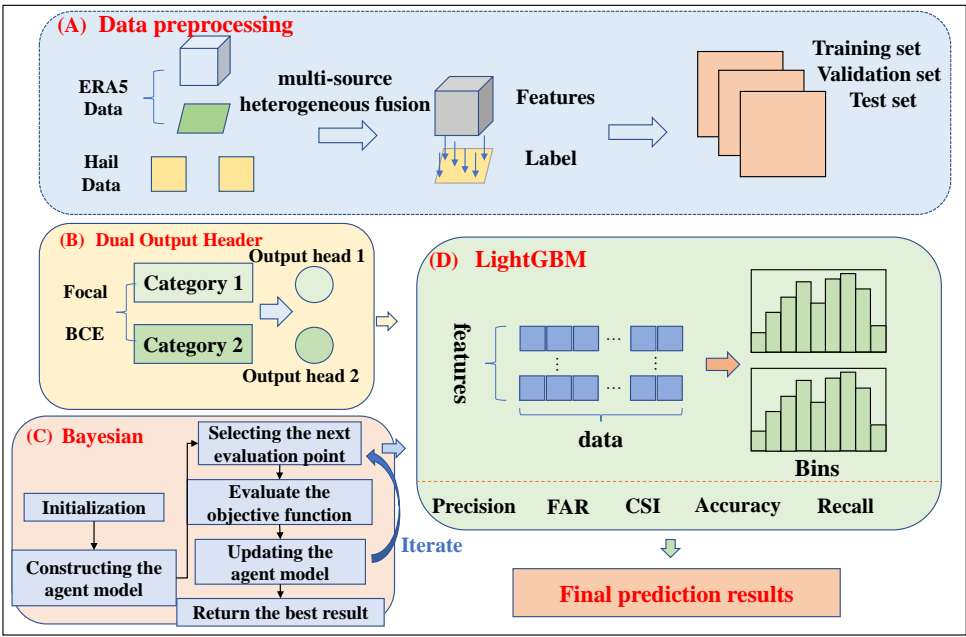 (A) Data preprocessing
ERA5
Data
Hail
Data
multi-source
heterogeneous fusion
Features
Label
Training set
Validation set
Test set
(B) Dual Output Header
Focal
BCE
Category 1
Category 2
Output head 1
Output head 2
(C) Bayesian
Initialization
Constructing the
agent model
Selecting the next
evaluation point
Evaluate the
objective function
Updating the
agent model
Return the best result
Iterate
(D) LightGBM
features
...
...
data
Bins
Precision FAR CSI Accuracy Recall
Final prediction results